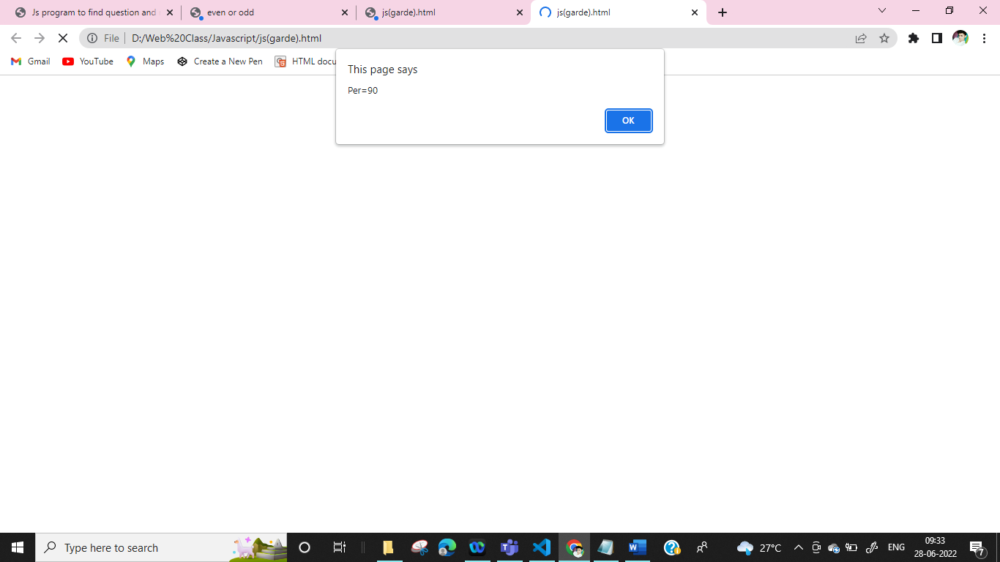 Js program to find question and
even or odd
js(garde).html
js(garde).html
File
D:/Web%20Class/Javascript/js(garde).html
Gmail
YouTube
Maps
Create a New Pen
HTML docu
This page says
Per=90
OK
Type here to search
27°C
ENG
09:33
28-06-2022
7